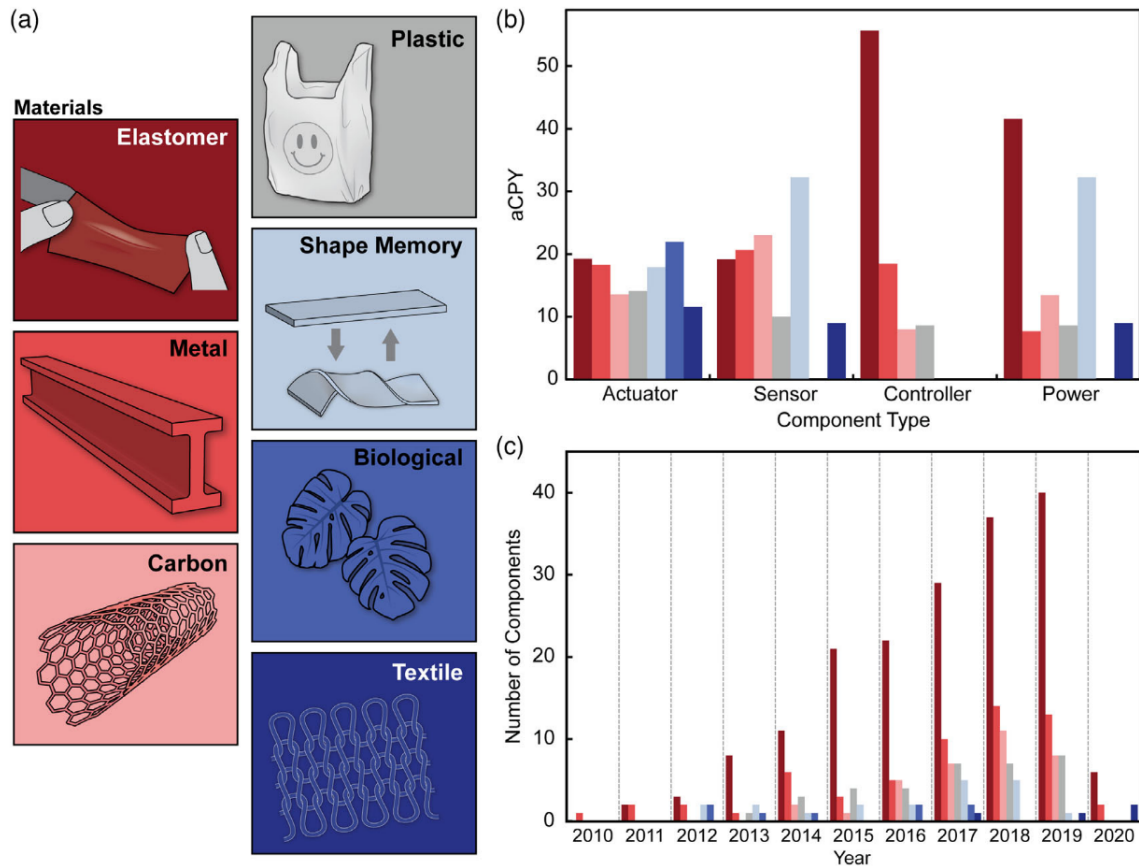 (a)
Materials
Elastomer
Metal
Carbon
Plastic
Shape Memory
Biological
Textile
(b)
aCPY
50
40
30
20
10
0
Actuator Sensor Controller Power
Component Type
(c)
Number of Components
40
30
20
10
0
2010 2011 2012 2013 2014 2015 2016 2017 2018 2019 2020
Year